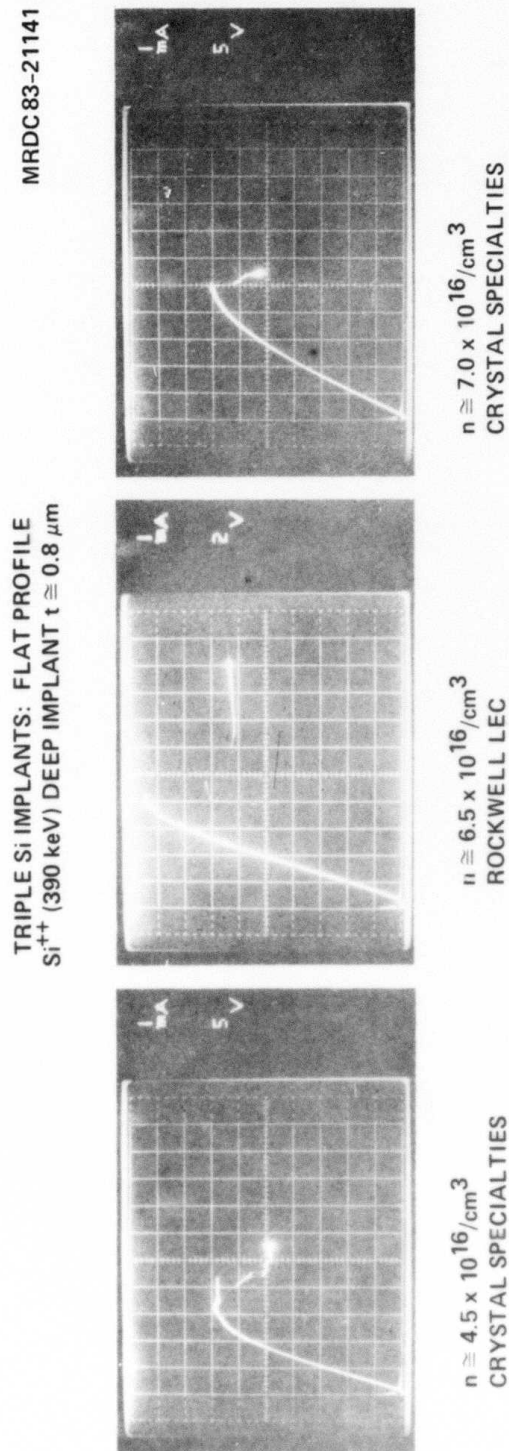 MRDC83-21141
TRIPLE Si IMPLANTS: FLAT PROFILE
Si++ (390 keV) DEEP IMPLANT t ≅ 0.8 μm
1
mA
5
V
n ≅ 4.5 x 10^16/cm^3
CRYSTAL SPECIALTIES
1
mA
2
V
n ≅ 6.5 x 10^16/cm^3
ROCKWELL LEC
1
mA
5
V
n ≅ 7.0 x 10^16/cm^3
CRYSTAL SPECIALTIES